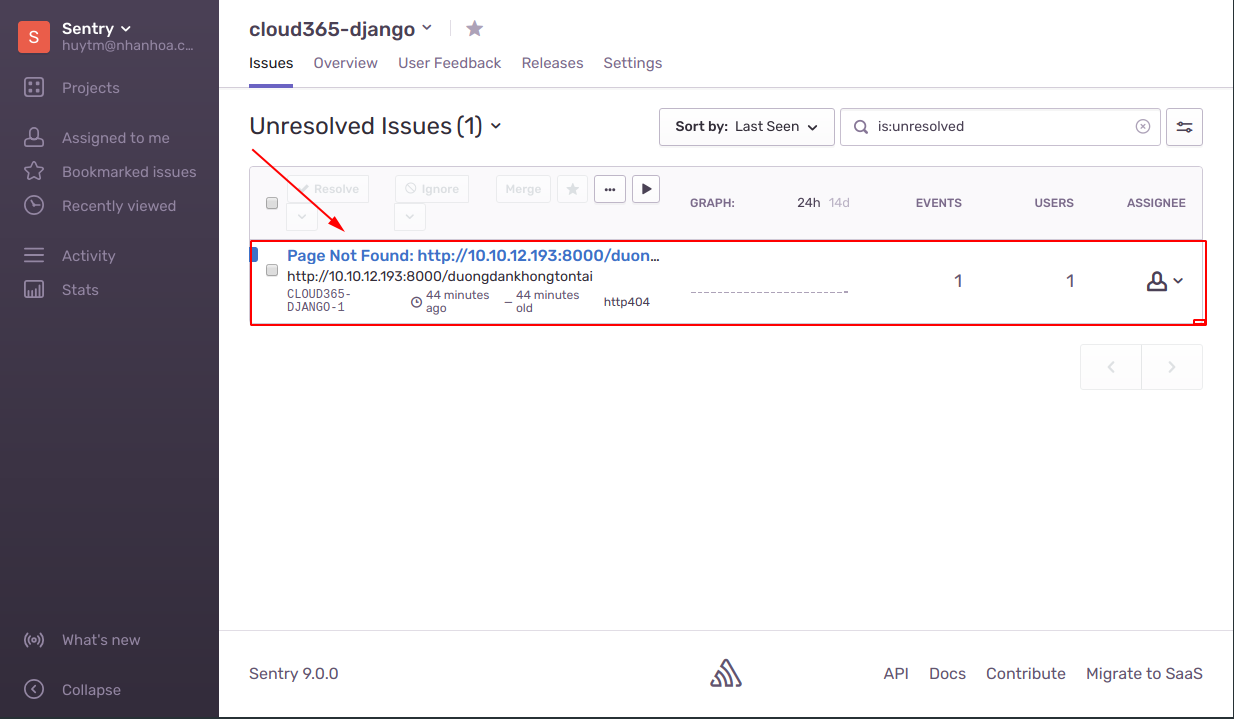 S
Sentry
huytm@nhanhoa.c...
Projects
Assigned to me
Bookmarked issues
Recently viewed
Activity
Stats
What's new
Collapse
cloud365-django
Issues Overview User Feedback Releases Settings
Unresolved Issues (1)
Sort by: Last Seen
is:unresolved
Resolve Ignore Merge
GRAPH: 24h 14d EVENTS USERS ASSIGNEE
Page Not Found: http://10.10.12.193:8000/duon...
http://10.10.12.193:8000/duongdankhongtontai
CLOUD365-
DJANGO-1
44 minutes
ago
— 44 minutes
old
http404
1 1
Sentry 9.0.0
API Docs Contribute Migrate to SaaS